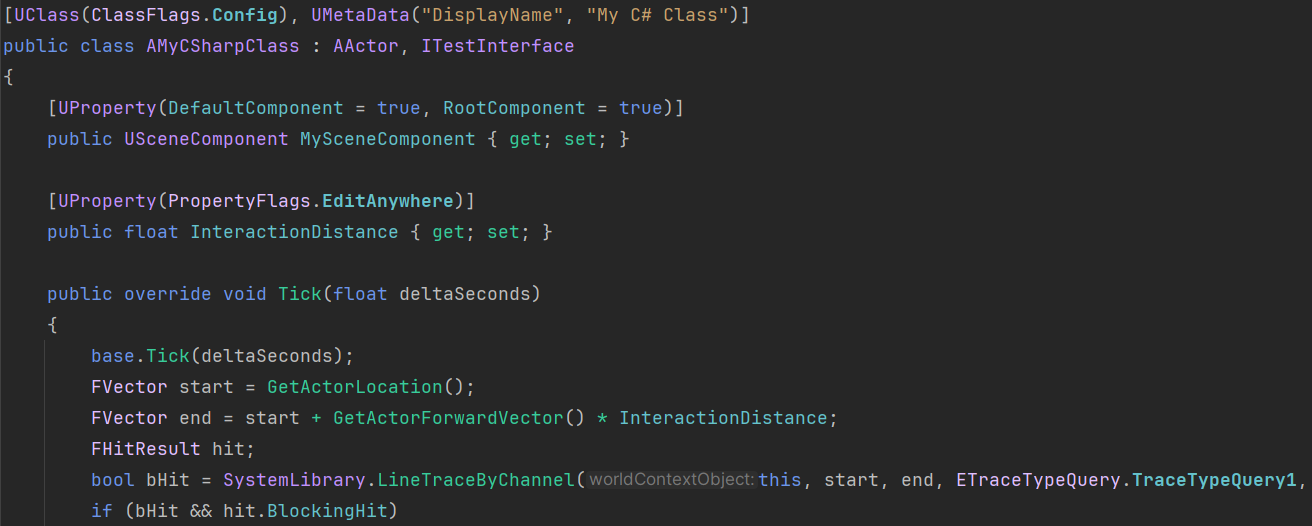 [UClass(ClassFlags.Config), UMetaData("DisplayName", "My C# Class")]
public class AMyCSharpClass : AActor, ITestInterface
{
    [UProperty(DefaultComponent = true, RootComponent = true)]
    public USceneComponent MySceneComponent { get; set; }

    [UProperty(PropertyFlags.EditAnywhere)]
    public float InteractionDistance { get; set; }

    public override void Tick(float deltaSeconds)
    {
        base.Tick(deltaSeconds);
        FVector start = GetActorLocation();
        FVector end = start + GetActorForwardVector() * InteractionDistance;
        FHitResult hit;
        bool bHit = SystemLibrary.LineTraceByChannel(worldContextObject:this, start, end, ETraceTypeQuery.TraceTypeQuery1,
        if (bHit && hit.BlockingHit)